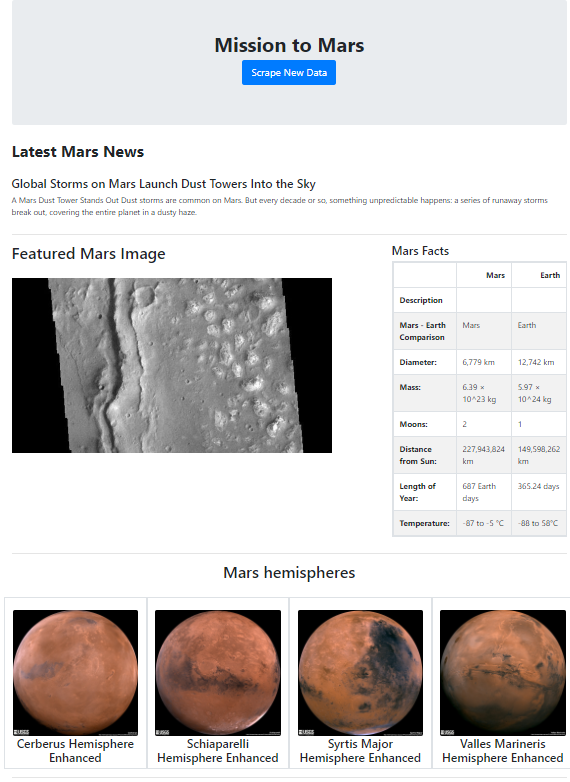 Mission to Mars
Scrape New Data
Latest Mars News
Global Storms on Mars Launch Dust Towers Into the Sky
A Mars Dust Tower Stands Out Dust storms are common on Mars. But every decade or so, something unpredictable happens: a series of runaway storms
break out, covering the entire planet in a dusty haze.
Featured Mars Image
Mars Facts
Mars Earth
Description
Mars - Earth Comparison Mars Earth
Diameter: 6,779 km 12,742 km
Mass: 6.39 × 10^23 kg 5.97 × 10^24 kg
Moons: 2 1
Distance from Sun: 227,943,824 km 149,598,262 km
Length of Year: 687 Earth days 365.24 days
Temperature: -87 to -5 °C -88 to 58°C
Mars hemispheres
USGS USGS USGS USGS
Cerberus Hemisphere Enhanced
Schiaparelli Hemisphere Enhanced
Syrtis Major Hemisphere Enhanced
Valles Marineris Hemisphere Enhanced